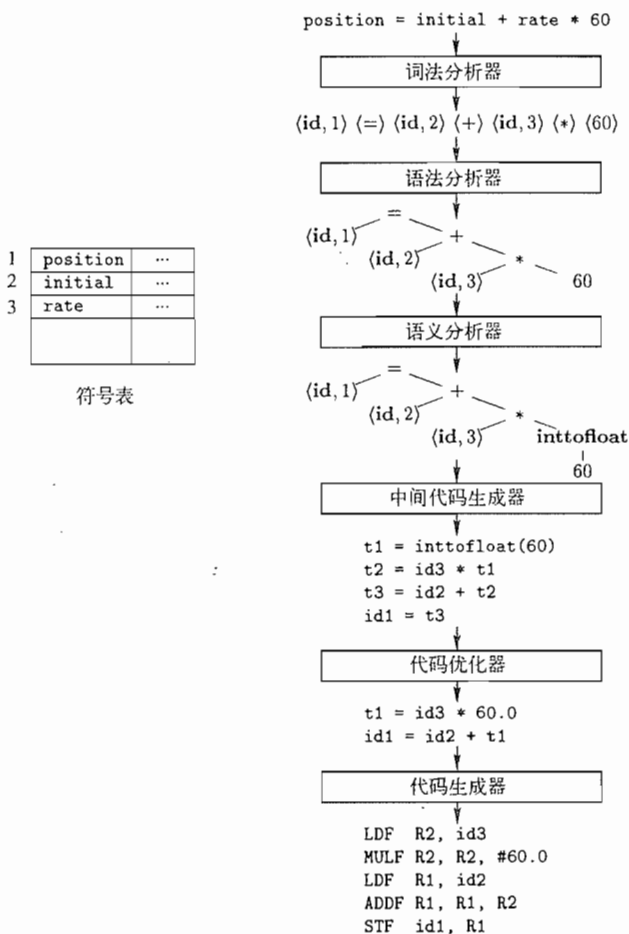 position = initial + rate * 60
词法分析器
⟨id, 1⟩ ⟨=⟩ ⟨id, 2⟩ ⟨+⟩ ⟨id, 3⟩ ⟨*⟩ ⟨60⟩
语法分析器
=
⟨id, 1⟩ +
⟨id, 2⟩ *
⟨id, 3⟩ 60
1 position ...
2 initial ...
3 rate ...
符号表
语义分析器
=
⟨id, 1⟩ +
⟨id, 2⟩ *
⟨id, 3⟩ inttofloat
60
中间代码生成器
t1 = inttofloat(60)
t2 = id3 * t1
t3 = id2 + t2
id1 = t3
代码优化器
t1 = id3 * 60.0
id1 = id2 + t1
代码生成器
LDF R2, id3
MULF R2, R2, #60.0
LDF R1, id2
ADDF R1, R1, R2
STF id1, R1